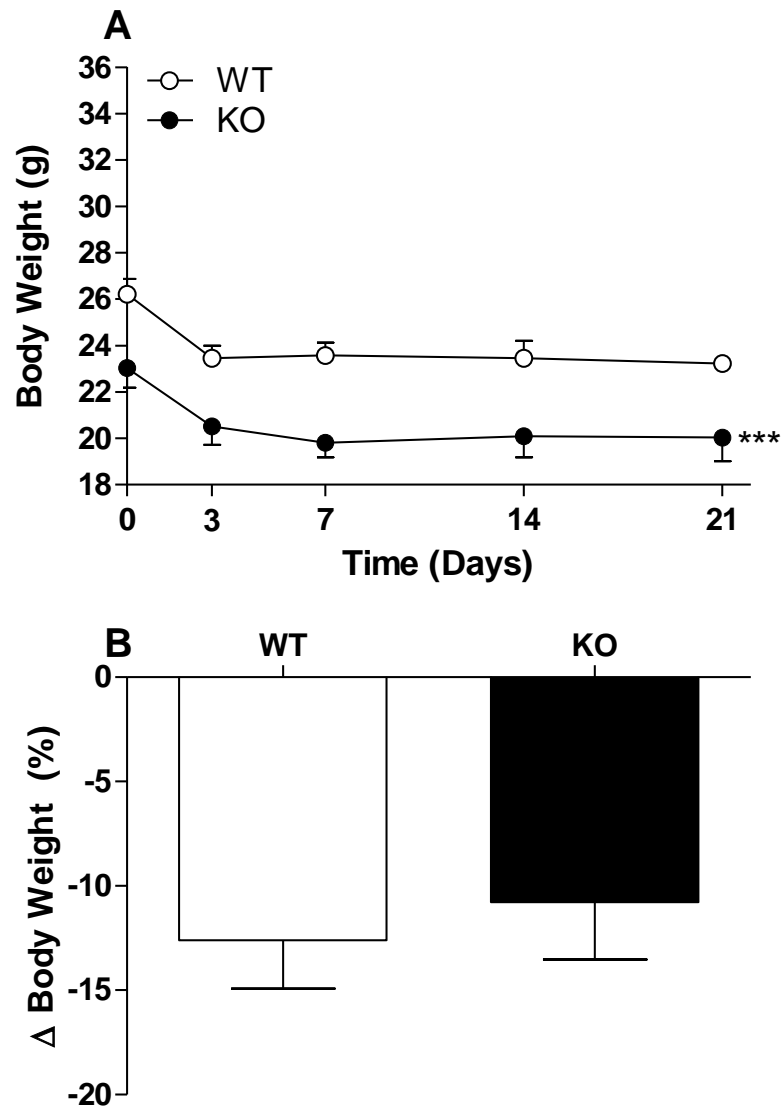 A
36
34
32
30
28
26
24
22
20
18
WT
KO
Body Weight (g)
***
0 3 7 14 21
Time (Days)
B
WT KO
0
-5
-10
-15
-20
Δ Body Weight (%)